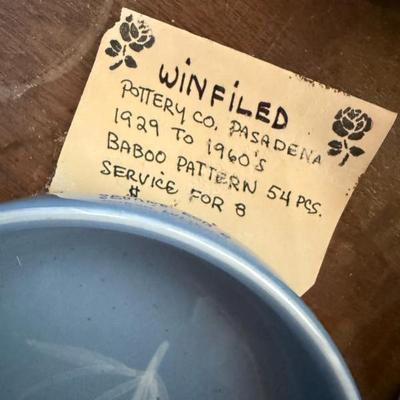 WINFILED
POTTERY CO. PASADENA
1929 TO 1960'S
BABOO PATTERN 54 PCS.
SERVICE FOR 8
$